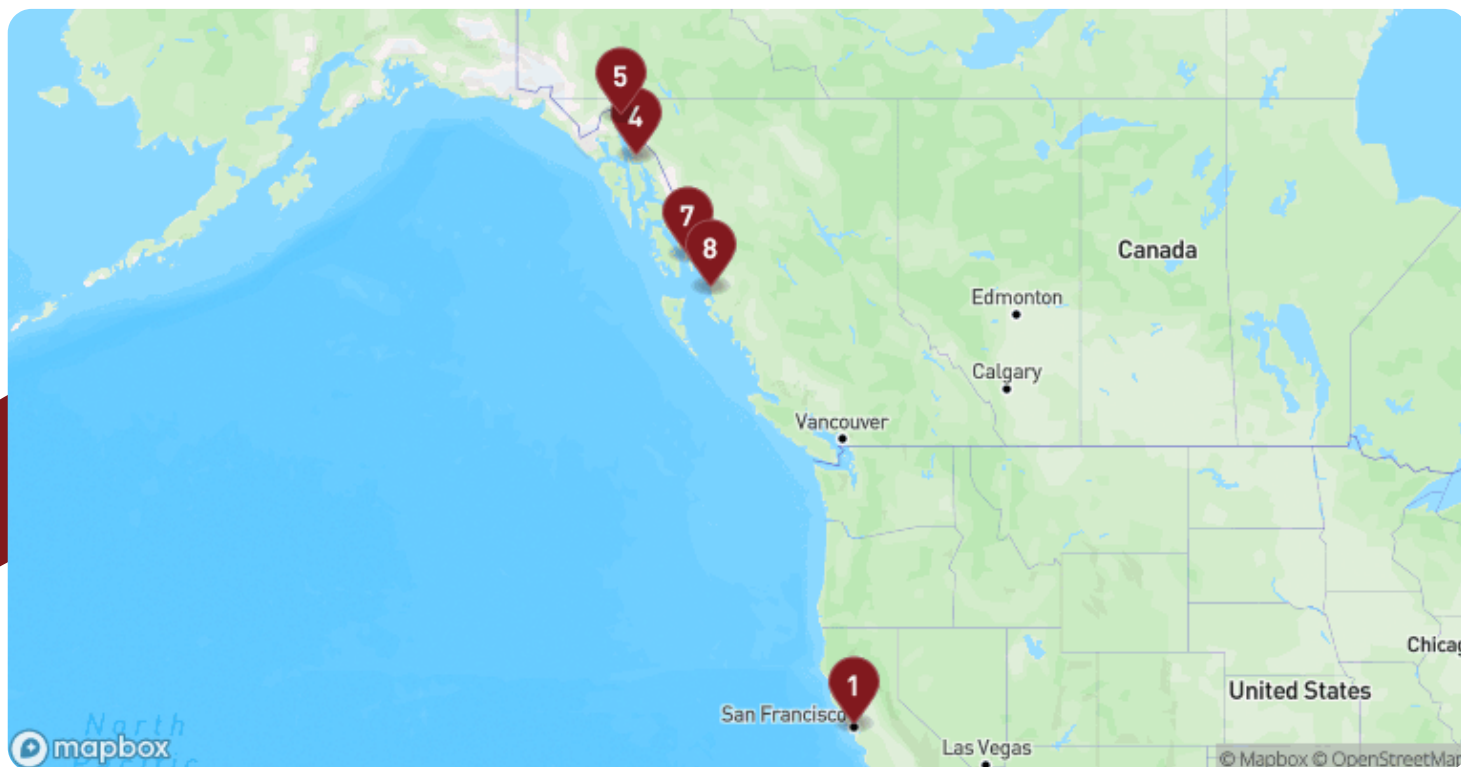 5
4
7
8
Canada
Edmonton
Calgary
Vancouver
Chicag
1
United States
San Francisco
North
Las Vegas
mapbox
© Mapbox © OpenStreetMap